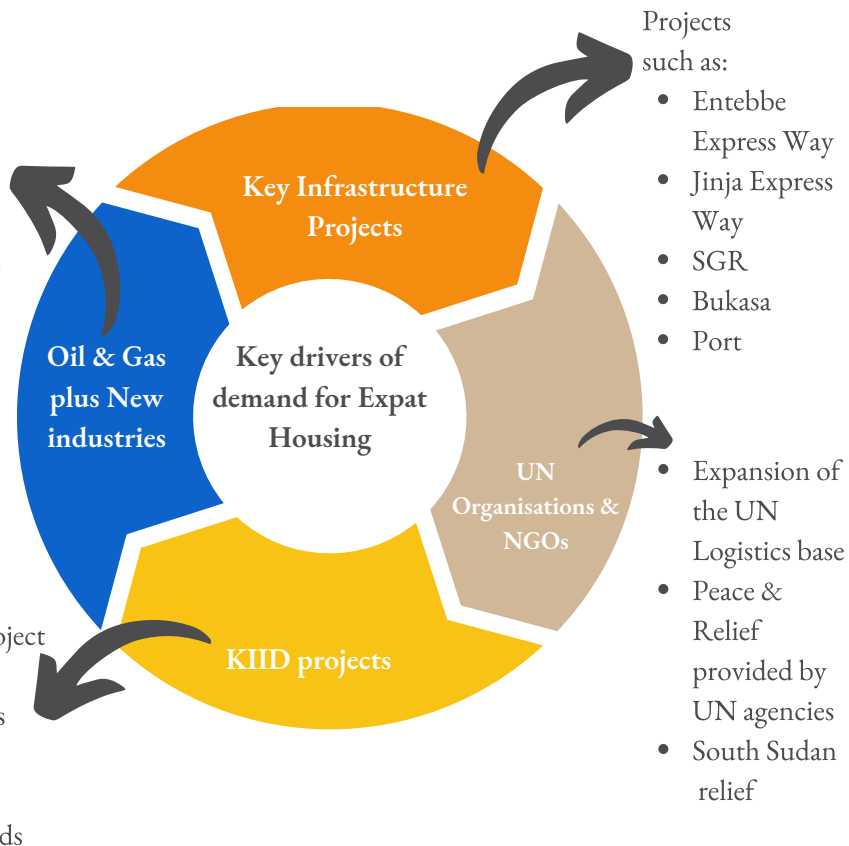 Projects
such as:
• Entebbe
Express Way
• Jinja Express
Way
• SGR
• Bukasa
• Port
Key Infrastructure
Projects
Oil & Gas
plus New
industries
Key drivers of
demand for Expat
Housing
UN
Organisations &
NGOs
• Expansion of
the UN
Logistics base
• Peace &
Relief
provided by
UN agencies
• South Sudan
relief
KIID projects
oject
s
ds